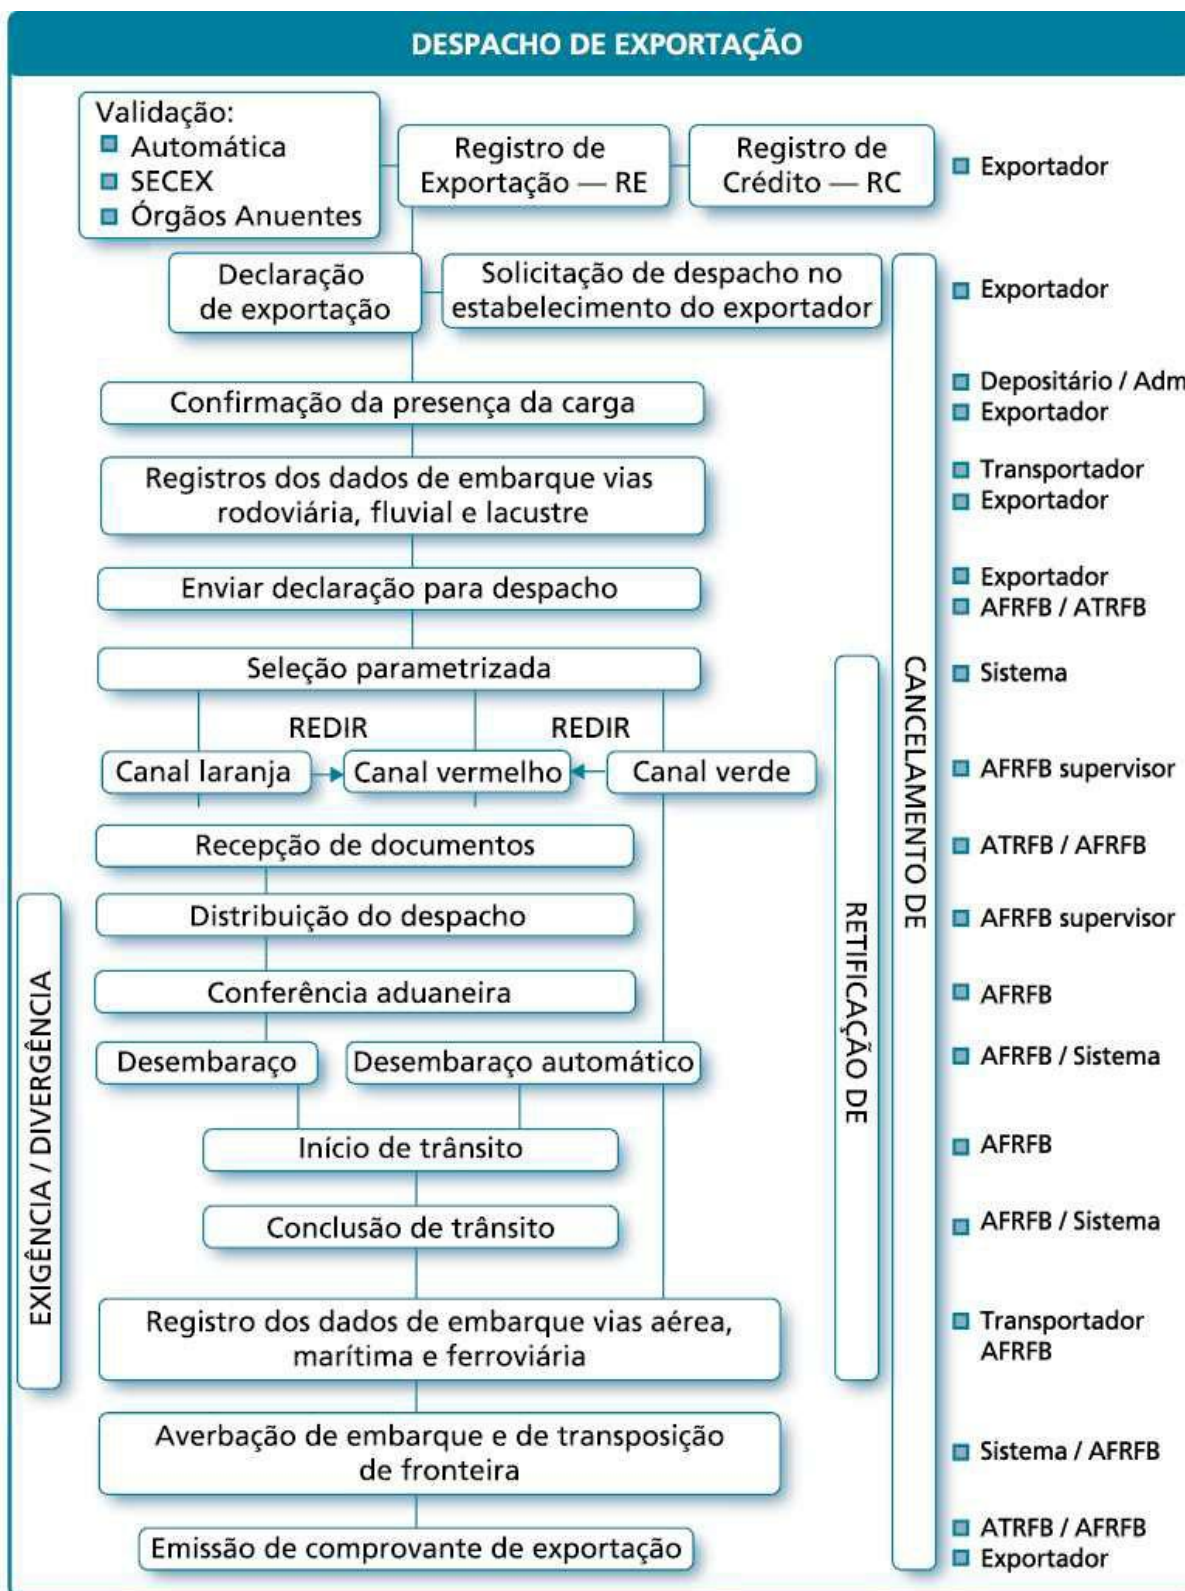 DESPACHO DE EXPORTAÇÃO
Validação:
Automática
SECEX
Órgãos Anuentes
Registro de
Exportação — RE
Registro de
Crédito — RC
Exportador
Declaração
de exportação
Solicitação de despacho no
estabelecimento do exportador
Exportador
Confirmação da presença da carga
Depositário / Adm
Exportador
Registros dos dados de embarque vias
rodoviária, fluvial e lacustre
Transportador
Exportador
Enviar declaração para despacho
Exportador
AFRFB / ATRFB
Seleção parametrizada
Sistema
REDIR
REDIR
Canal laranja
Canal vermelho
Canal verde
AFRFB supervisor
Recepção de documentos
ATRFB / AFRFB
Distribuição do despacho
AFRFB supervisor
Conferência aduaneira
AFRFB
Desembaraço
Desembaraço automático
AFRFB / Sistema
Início de trânsito
AFRFB
Conclusão de trânsito
AFRFB / Sistema
Registro dos dados de embarque vias aérea,
marítima e ferroviária
Transportador
AFRFB
Averbação de embarque e de transposição
de fronteira
Sistema / AFRFB
Emissão de comprovante de exportação
ATRFB / AFRFB
Exportador
EXIGÊNCIA / DIVERGÊNCIA
RETIFICAÇÃO DE
CANCELAMENTO DE